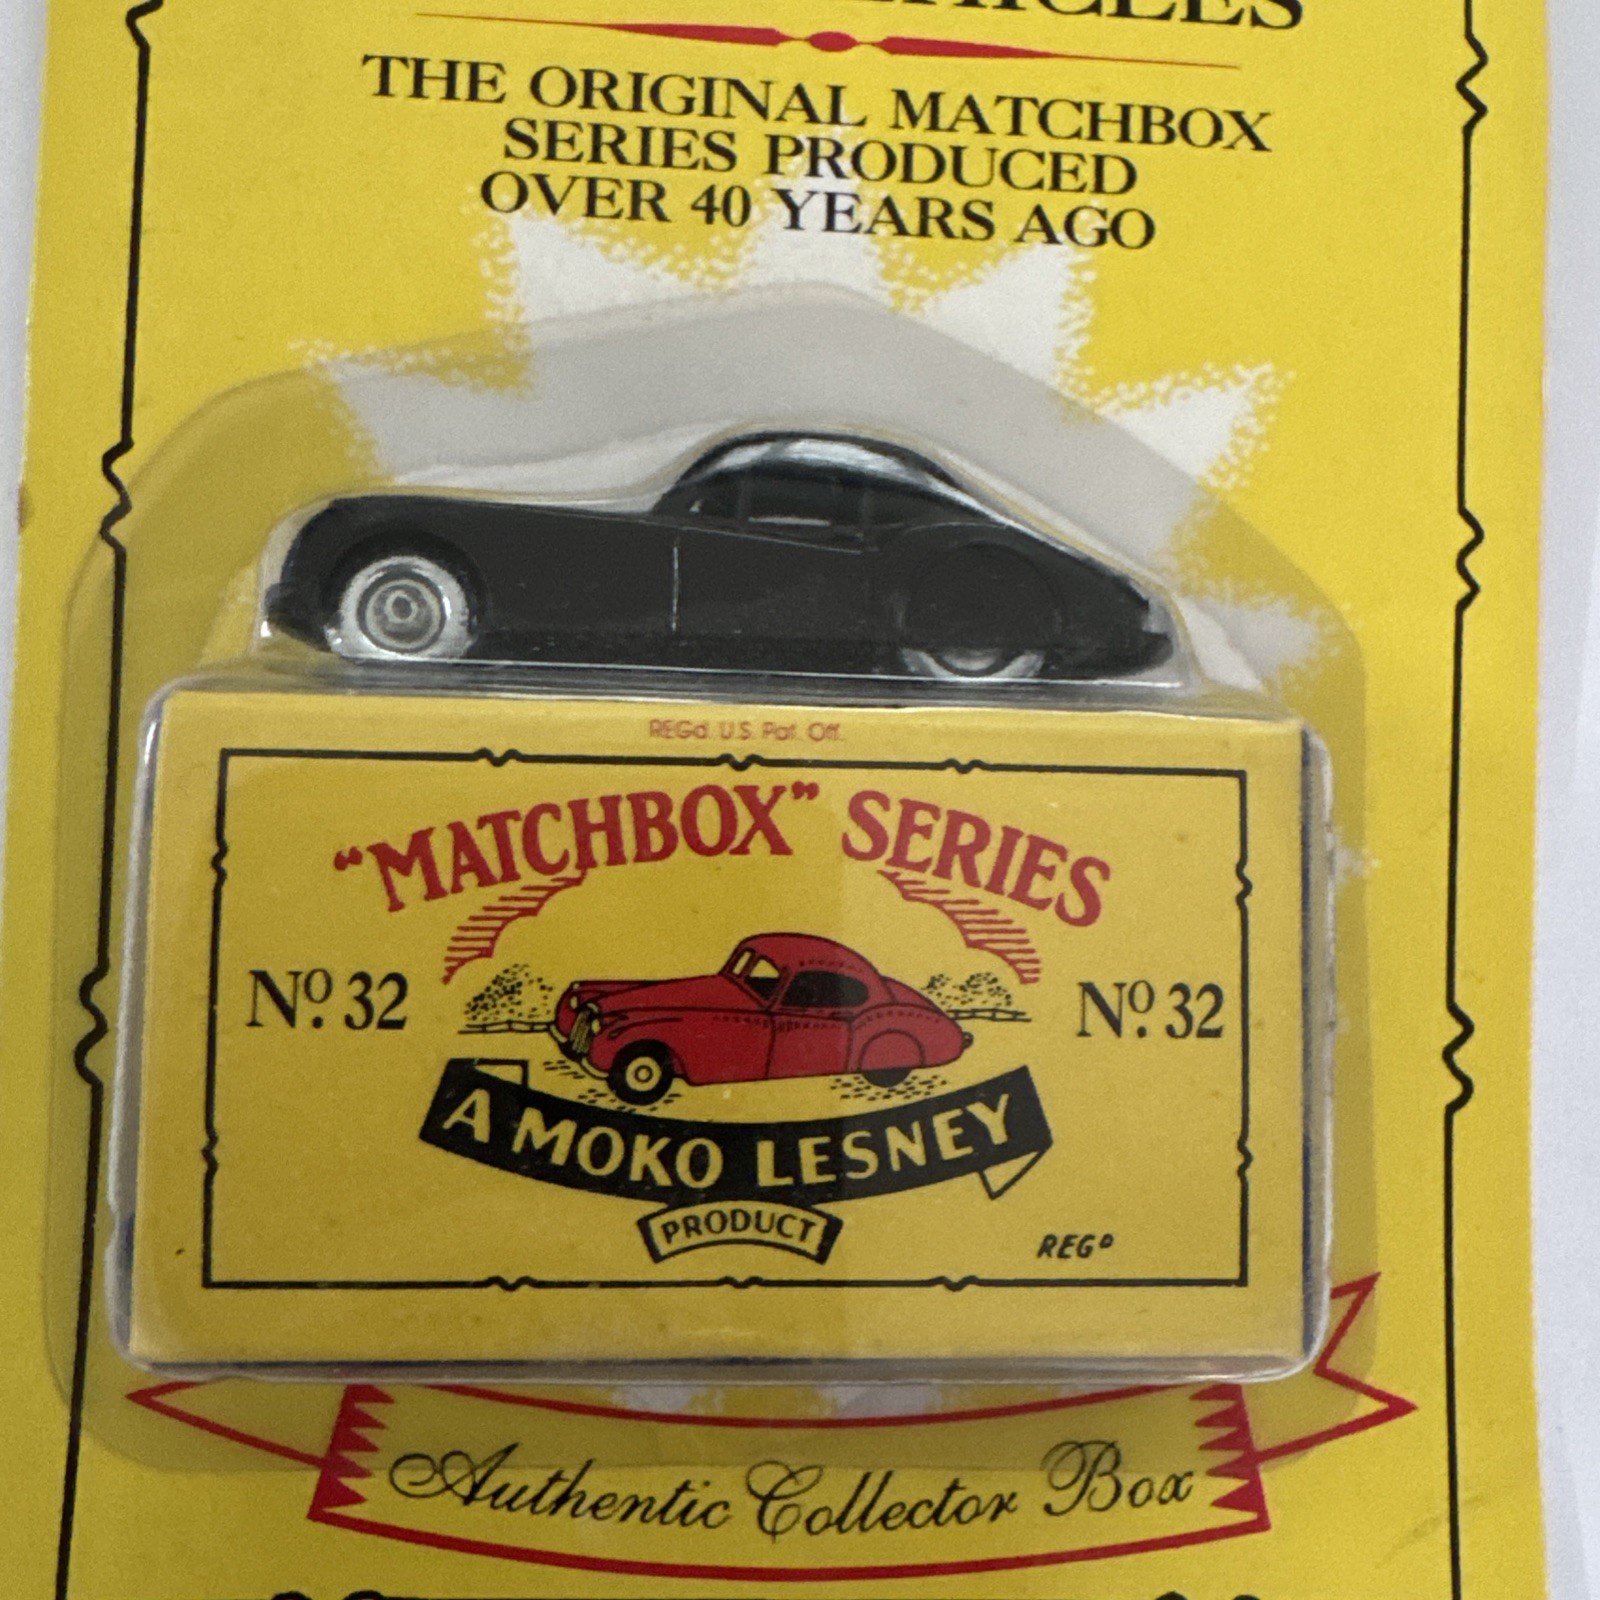 THE ORIGINAL MATCHBOX
SERIES PRODUCED
OVER 40 YEARS AGO
REGd. U.S. Pat. Off.
"MATCHBOX" SERIES
Nº. 32
Nº. 32
A MOKO LESNEY
PRODUCT
REGD
Authentic Collector Box